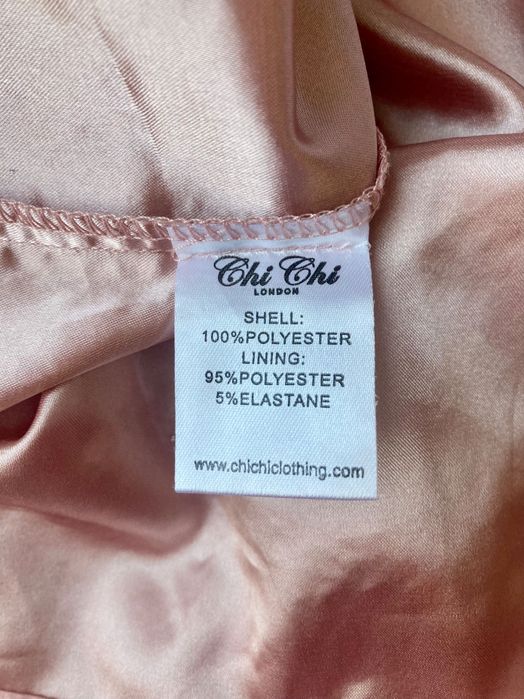 Chi Chi
LONDON
SHELL:
100%POLYESTER
LINING:
95%POLYESTER
5%ELASTANE
www.chichiclothing.com